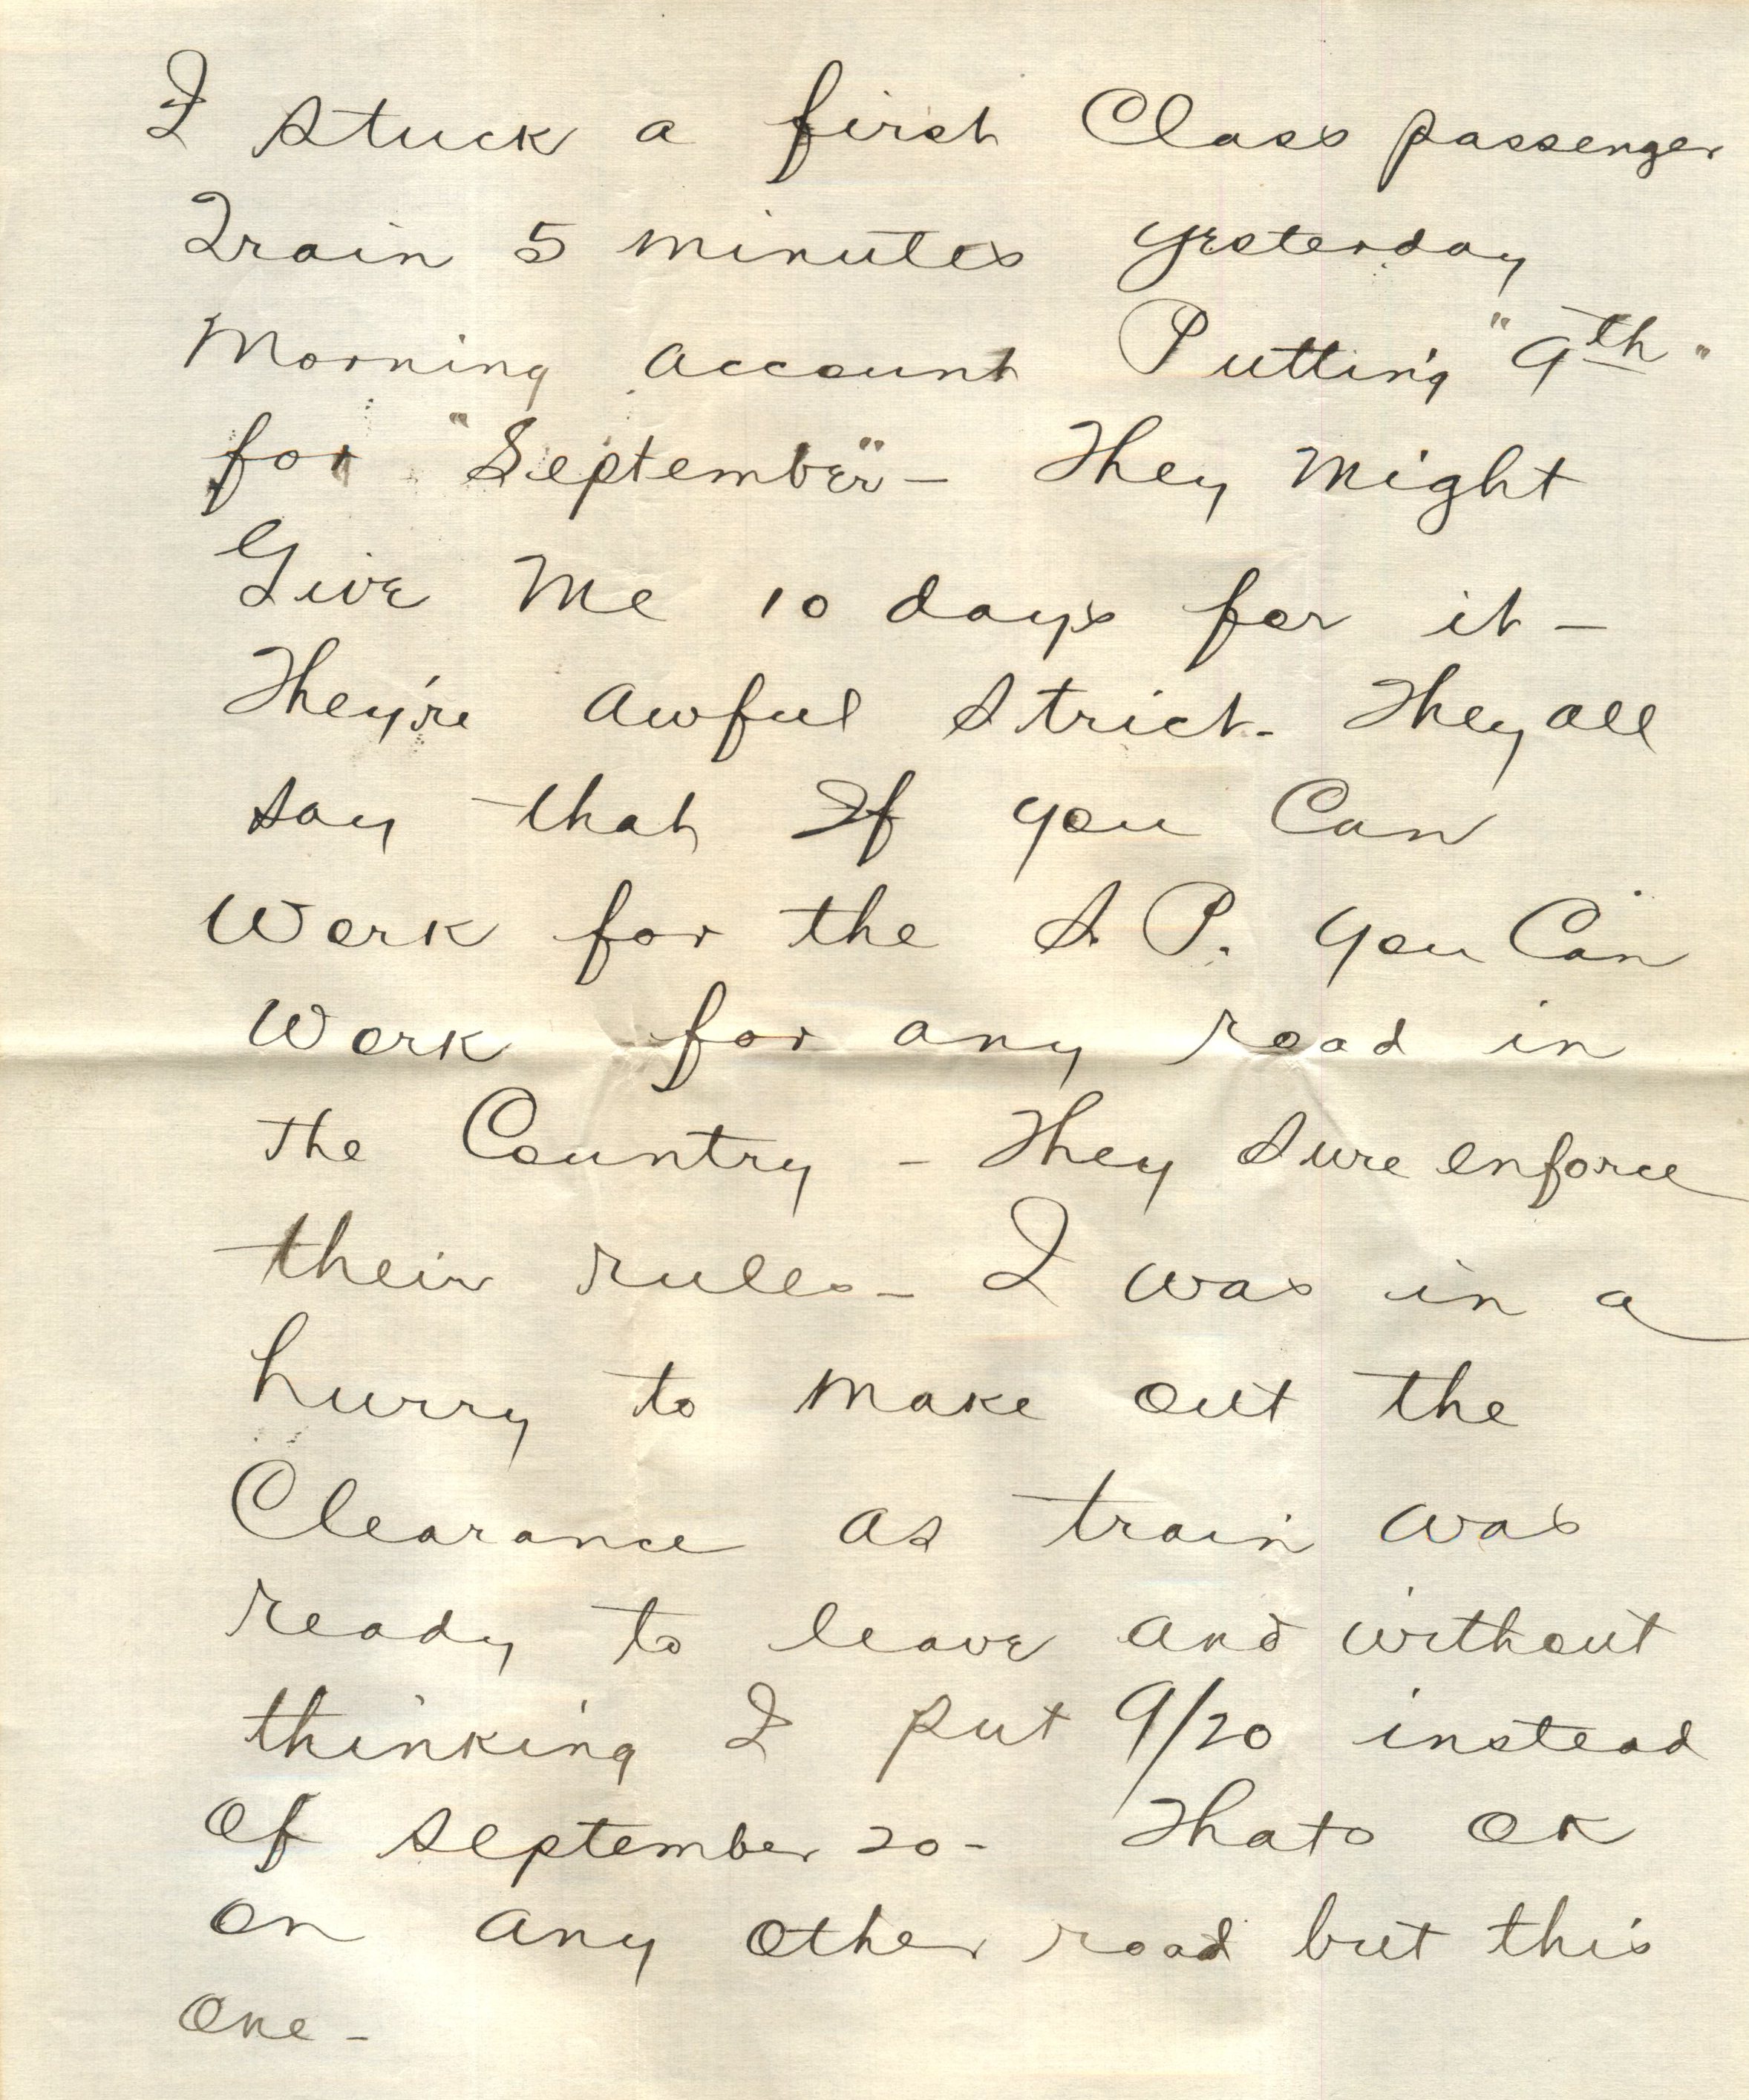 I stuck a first Class passenger
Train 5 minutes yesterday
Morning account Putting "9th"
for "September" - They Might
Give Me 10 days for it -
They're Awful Strict - They all
say that If you Can
Work for the S.P. you Can
Work for any road in
The Country - They Sure enforce
their rules - I was in a
hurry to make out the
Clearance as train was
ready to leave and without
thinking I put 9/20 instead
of September 20 - Thats OK
on any other road but this
one -